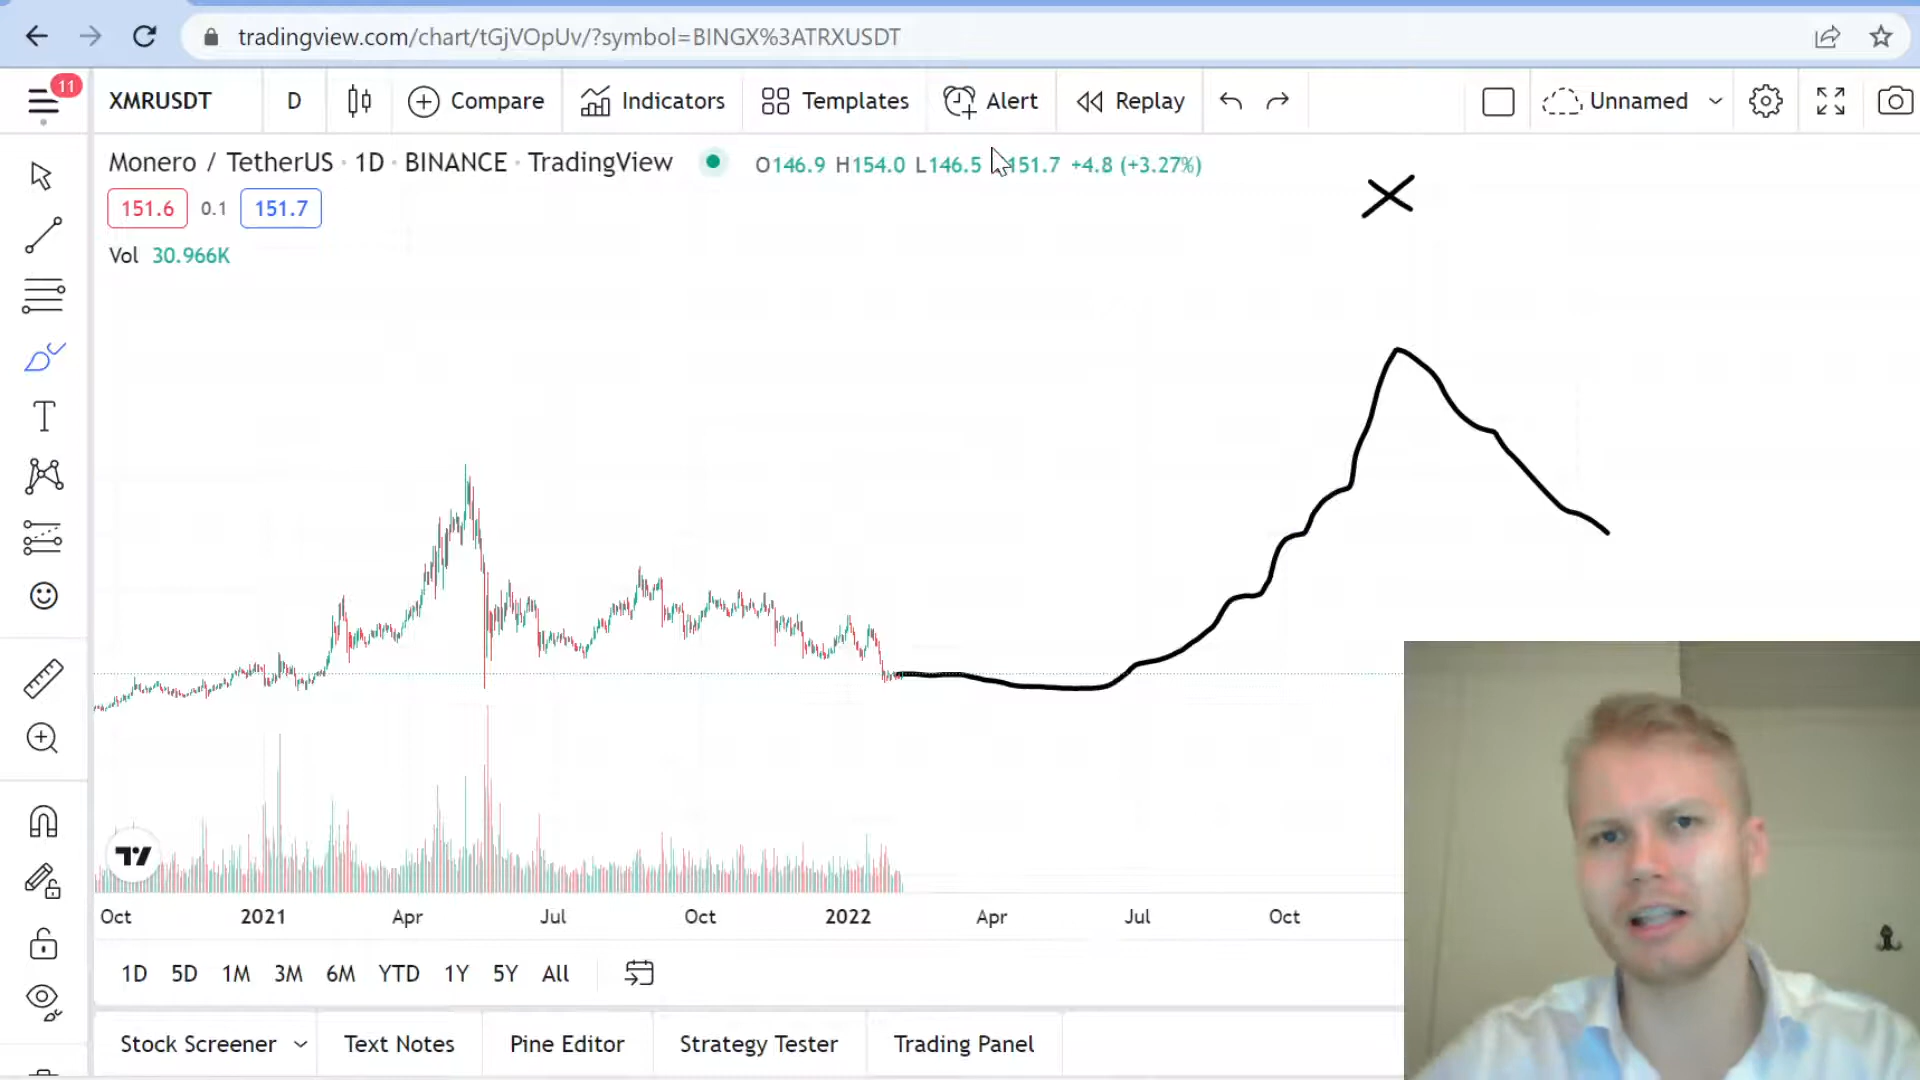 tradingview.com/chart/tGjVOpUv/?symbol=BINGX%3ATRXUSDT
11
XMRUSDT D Compare Indicators Templates Alert Replay Unnamed
Monero / TetherUS · 1D · BINANCE · TradingView O146.9 H154.0 L146.5 151.7 +4.8 (+3.27%)
151.6 0.1 151.7
Vol 30.966K
Oct 2021 Apr Jul Oct 2022 Apr Jul Oct
1D 5D 1M 3M 6M YTD 1Y 5Y All
Stock Screener Text Notes Pine Editor Strategy Tester Trading Panel